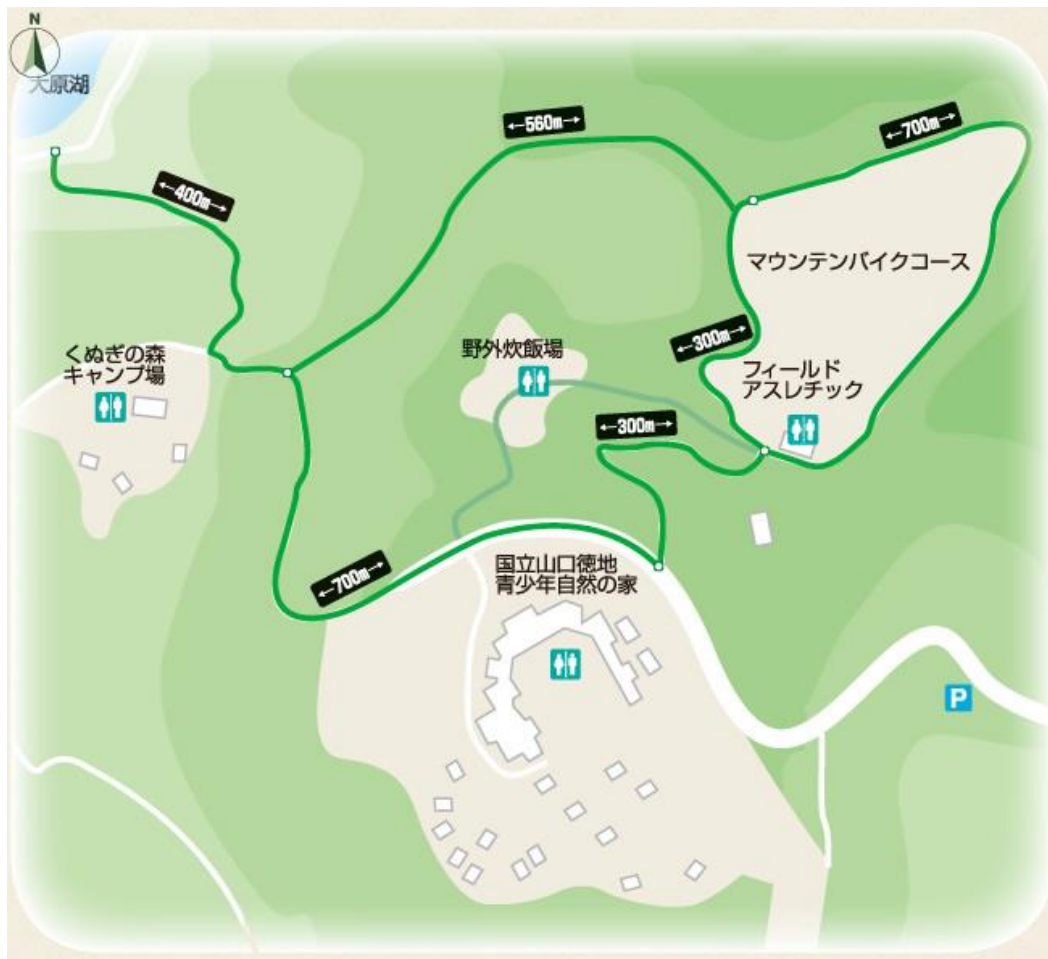 N
大原湖
←560m→
←700m→
←400m→
マウンテンバイクコース
←300m→
くぬぎの森
キャンプ場
野外炊飯場
フィールド
アスレチック
←300m→
国立山口徳地
青少年自然の家
←700m→
P